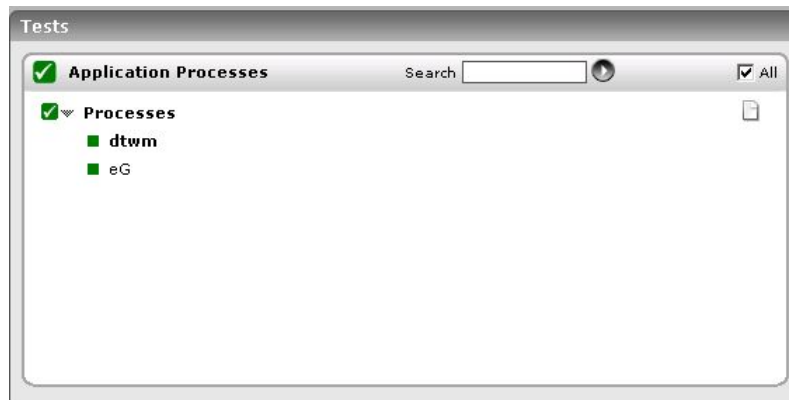 Tests
Application Processes Search All
Processes
dtwm
eG